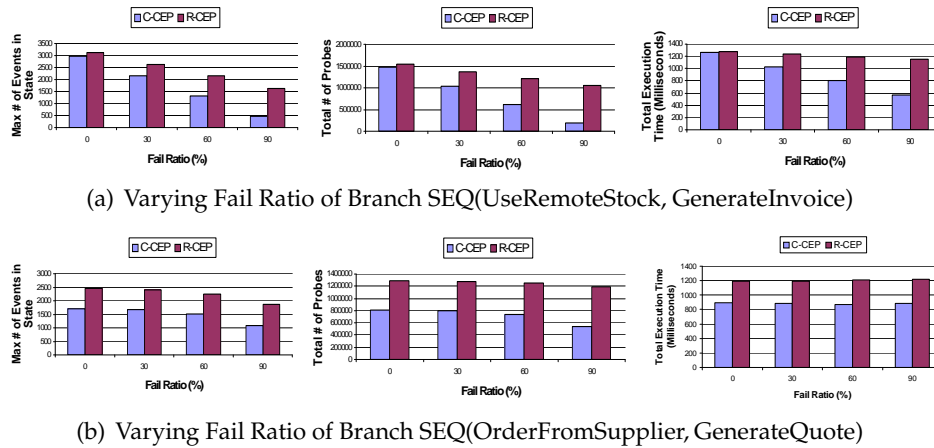 C-CEP R-CEP
Max # of Events in State
3500
3000
2500
2000
1500
1000
500
0
0 30 60 90
Fail Ratio (%)
C-CEP R-CEP
Total # of Probes
2000000
1500000
1000000
500000
0
0 30 60 90
Fail Ratio (%)
C-CEP R-CEP
Total Execution
Time (Milliseconds)
1400
1200
1000
800
600
400
200
0
0 30 60 90
Fail Ratio (%)
(a) Varying Fail Ratio of Branch SEQ(UseRemoteStock, GenerateInvoice)
C-CEP R-CEP
Max # of Events in
State
3000
2500
2000
1500
1000
500
0
0 30 60 90
Fail Ratio (%)
C-CEP R-CEP
Total # of Probes
1400000
1200000
1000000
800000
600000
400000
200000
0
0 30 60 90
Fail Ratio (%)
C-CEP R-CEP
Total Execution Time
(Milliseconds)
1400
1200
1000
800
600
400
200
0
0 30 60 90
Fail Ratio (%)
(b) Varying Fail Ratio of Branch SEQ(OrderFromSupplier, GenerateQuote)